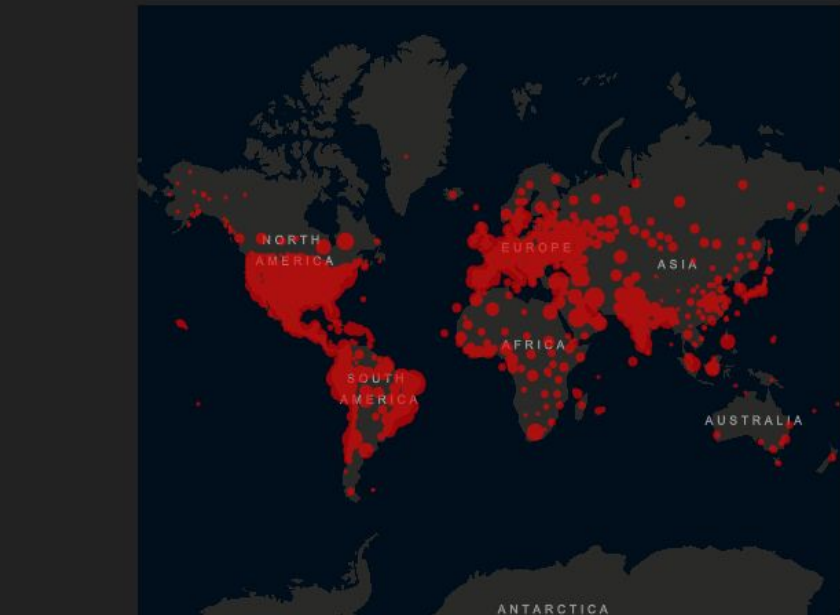 NORTH
AMERICA
EUROPE
ASIA
AFRICA
SOUTH
AMERICA
AUSTRALIA
ANTARCTICA